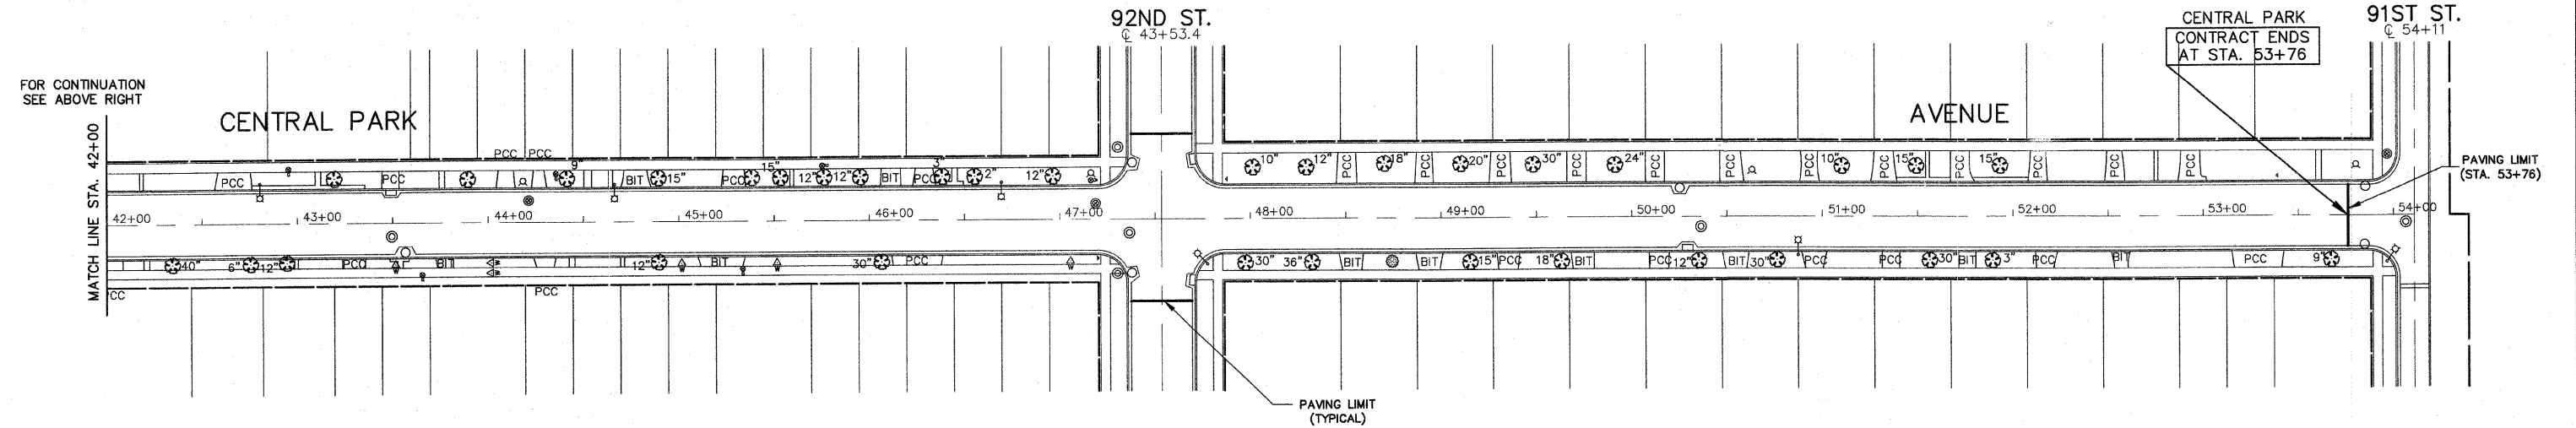 92ND ST.
℄ 43+53.4
CENTRAL PARK
CONTRACT ENDS
AT STA. 53+76
91ST ST.
℄ 54+11
FOR CONTINUATION
SEE ABOVE RIGHT
CENTRAL PARK
AVENUE
MATCH LINE STA. 42+00
PAVING LIMIT
(STA. 53+76)
PCC PCC
9" 15" 3"
PCC PCC BIT 15" PCC 12" 12" BIT PCC 2" 12"
10" 12" PCC 18" PCC 20" PCC 30" PCC 24" PCC PCC 10" PCC 15" PCC 15" PCC PCC PCC
42+00 43+00 44+00 45+00 46+00 47+00 48+00 49+00 50+00 51+00 52+00 53+00 54+00
40" 6" 12" PCC BIT 12" BIT 30" PCC 30" 36" BIT BIT 15" PCC 18" BIT PCC 12" BIT 30" PCC PCC 30" BIT 3" PCC BIT PCC 9"
PCC
PCC
PAVING LIMIT
(TYPICAL)